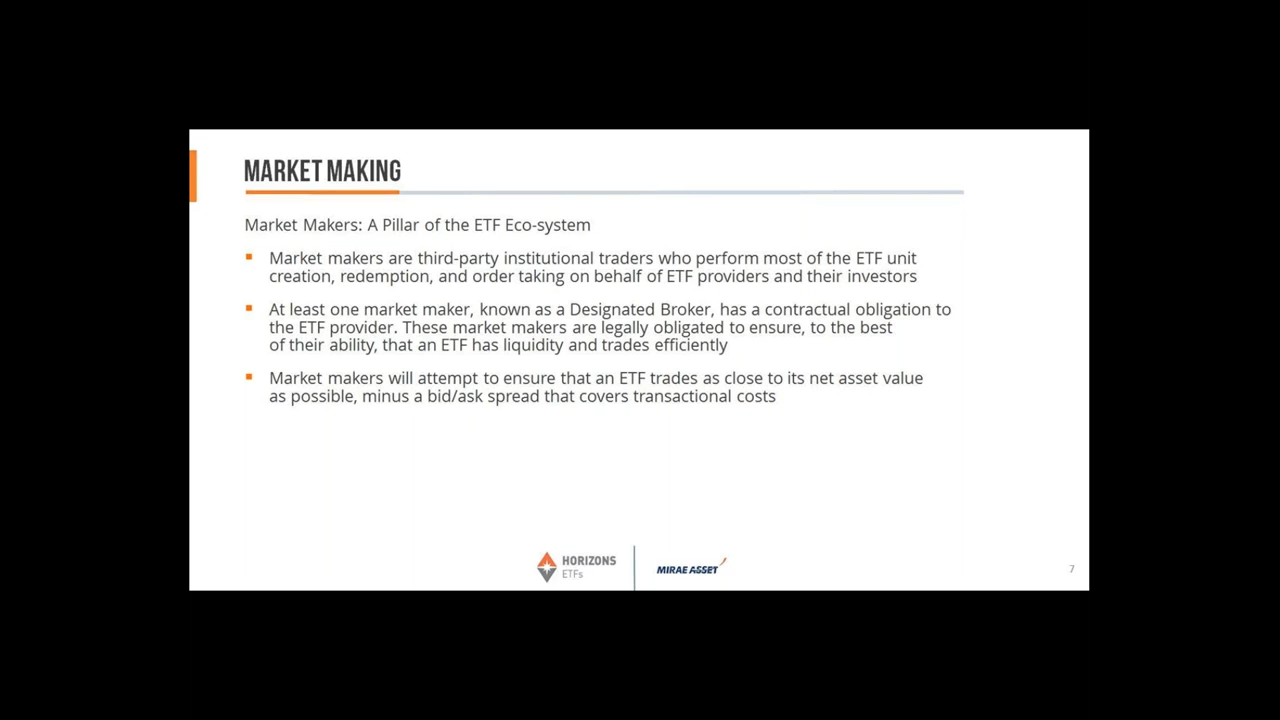 MARKET MAKING
Market Makers: A Pillar of the ETF Eco-system
Market makers are third-party institutional traders who perform most of the ETF unit
creation, redemption, and order taking on behalf of ETF providers and their investors
At least one market maker, known as a Designated Broker, has a contractual obligation to
the ETF provider. These market makers are legally obligated to ensure, to the best
of their ability, that an ETF has liquidity and trades efficiently
Market makers will attempt to ensure that an ETF trades as close to its net asset value
as possible, minus a bid/ask spread that covers transactional costs
HORIZONS
ETFs
MIRAE ASSET
7